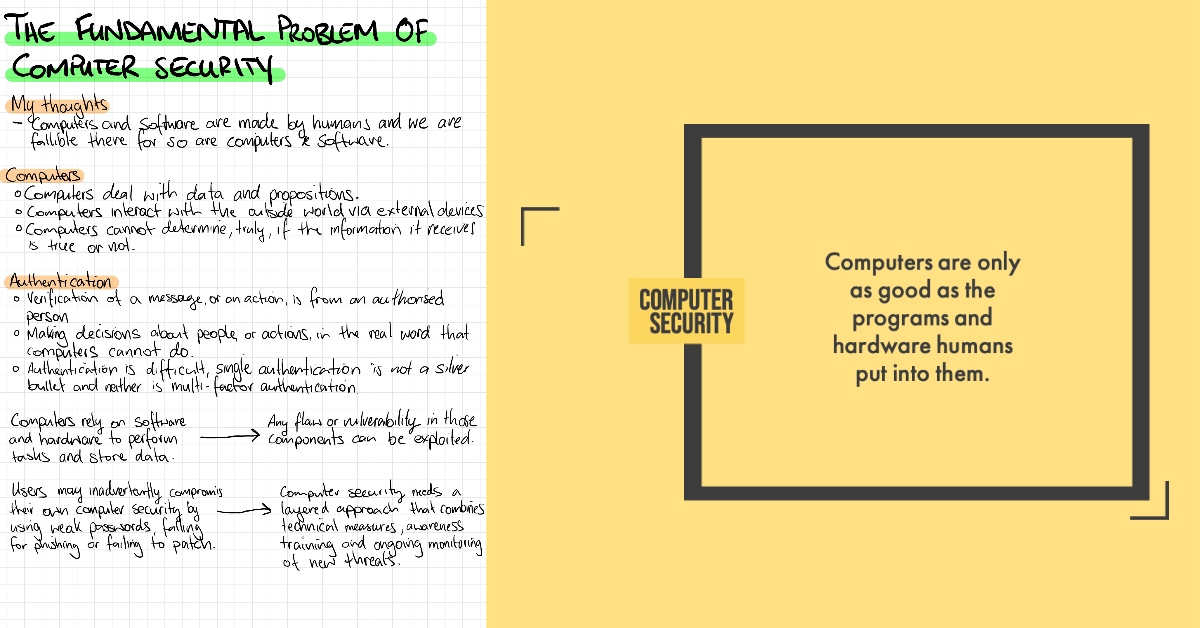 THE FUNDAMENTAL PROBLEM OF
COMPUTER SECURITY
My thoughts
- Computers and Software are made by humans and we are
fallible there for so are computers & software.
Computers
o Computers deal with data and propositions.
o Computers interact with the outside world via external devices
o Computers cannot determine, truly, if the information it receives
is true or not.
Authentication
o Verification of a message, or an action, is from an authorised
person
o Making decisions about people, or actions, in the real word that
computers cannot do.
o Authentication is difficult, single authentication is not a silver
bullet and neither is multi-factor authentication.
Computers rely on software
and hardware to perform
tasks and store data.
Any flaw or vulnerability in those
components can be exploited.
Users may inadvertently compromis
their own computer security by
using weak passwords, falling
for phishing or failing to patch.
Computer security needs a
layered approach that combines
technical measures, awareness
training and ongoing monitoring
of new threats.
COMPUTER
SECURITY
Computers are only
as good as the
programs and
hardware humans
put into them.